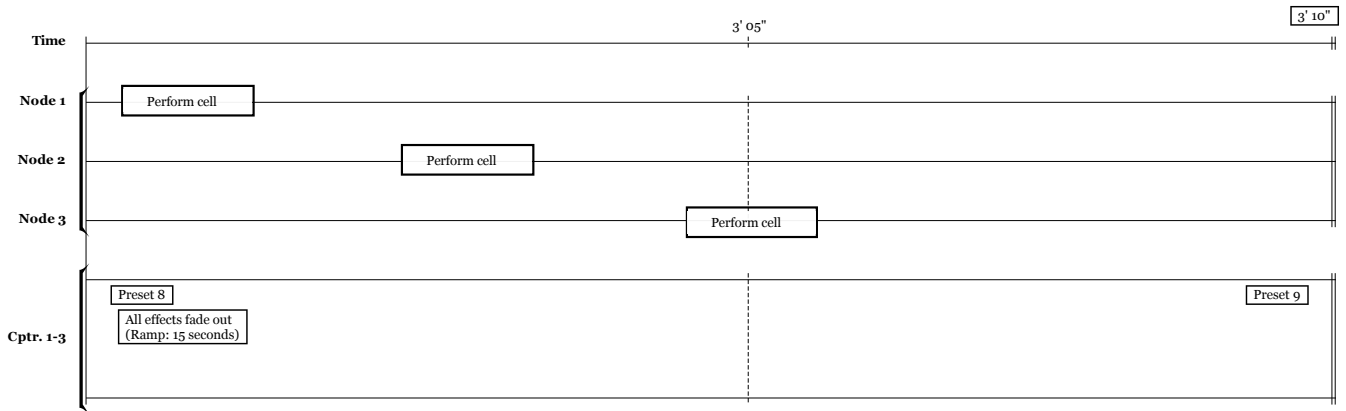 3' 10"
3' 05"
Time
Node 1
Perform cell
Node 2
Perform cell
Node 3
Perform cell
Preset 8
Preset 9
All effects fade out
(Ramp: 15 seconds)
Cptr. 1-3